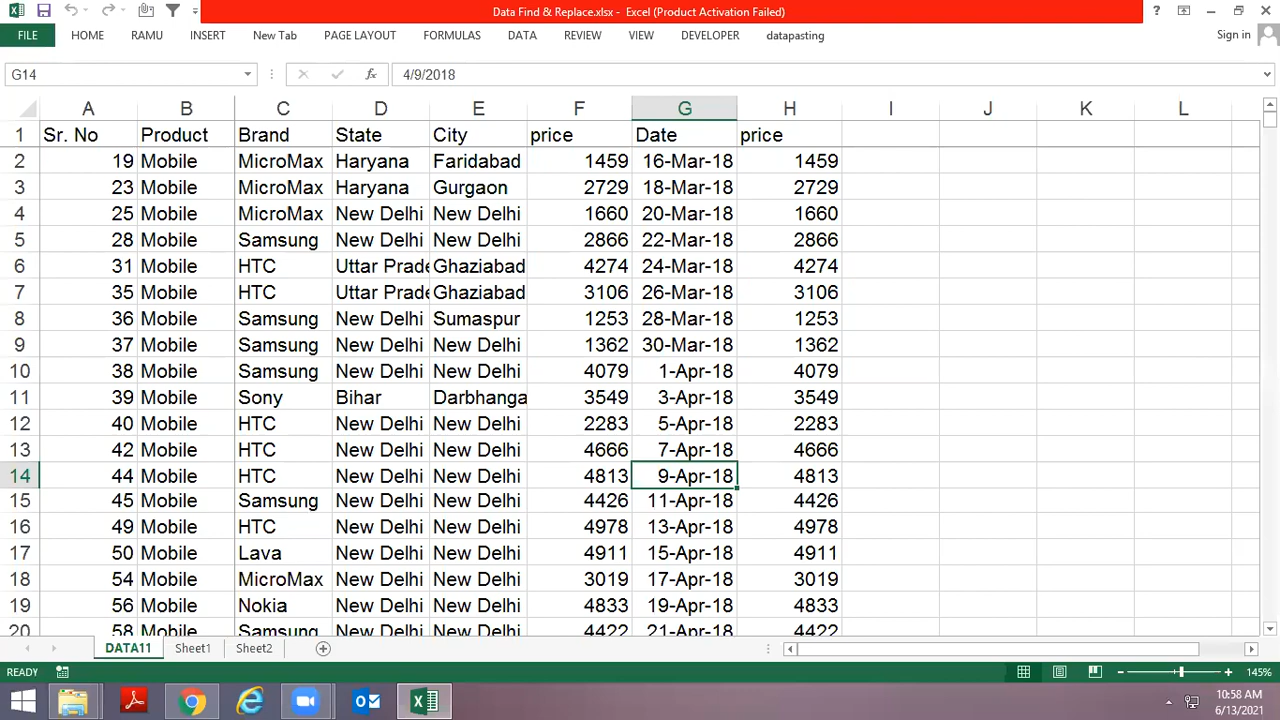 Data Find & Replace.xlsx - Excel (Product Activation Failed)
FILE HOME RAMU INSERT New Tab PAGE LAYOUT FORMULAS DATA REVIEW VIEW DEVELOPER datapasting Sign in
G14 fx 4/9/2018
A B C D E F G H I J K L
1 Sr. No Product Brand State City price Date price
2 19 Mobile MicroMax Haryana Faridabad 1459 16-Mar-18 1459
3 23 Mobile MicroMax Haryana Gurgaon 2729 18-Mar-18 2729
4 25 Mobile MicroMax New Delhi New Delhi 1660 20-Mar-18 1660
5 28 Mobile Samsung New Delhi New Delhi 2866 22-Mar-18 2866
6 31 Mobile HTC Uttar Prade Ghaziabad 4274 24-Mar-18 4274
7 35 Mobile HTC Uttar Prade Ghaziabad 3106 26-Mar-18 3106
8 36 Mobile Samsung New Delhi Sumaspur 1253 28-Mar-18 1253
9 37 Mobile Samsung New Delhi New Delhi 1362 30-Mar-18 1362
10 38 Mobile Samsung New Delhi New Delhi 4079 1-Apr-18 4079
11 39 Mobile Sony Bihar Darbhanga 3549 3-Apr-18 3549
12 40 Mobile HTC New Delhi New Delhi 2283 5-Apr-18 2283
13 42 Mobile HTC New Delhi New Delhi 4666 7-Apr-18 4666
14 44 Mobile HTC New Delhi New Delhi 4813 9-Apr-18 4813
15 45 Mobile Samsung New Delhi New Delhi 4426 11-Apr-18 4426
16 49 Mobile HTC New Delhi New Delhi 4978 13-Apr-18 4978
17 50 Mobile Lava New Delhi New Delhi 4911 15-Apr-18 4911
18 54 Mobile MicroMax New Delhi New Delhi 3019 17-Apr-18 3019
19 56 Mobile Nokia New Delhi New Delhi 4833 19-Apr-18 4833
20 58 Mobile Samsung New Delhi New Delhi 4422 21-Apr-18 4422
DATA11 Sheet1 Sheet2
READY 145%
10:58 AM
6/13/2021